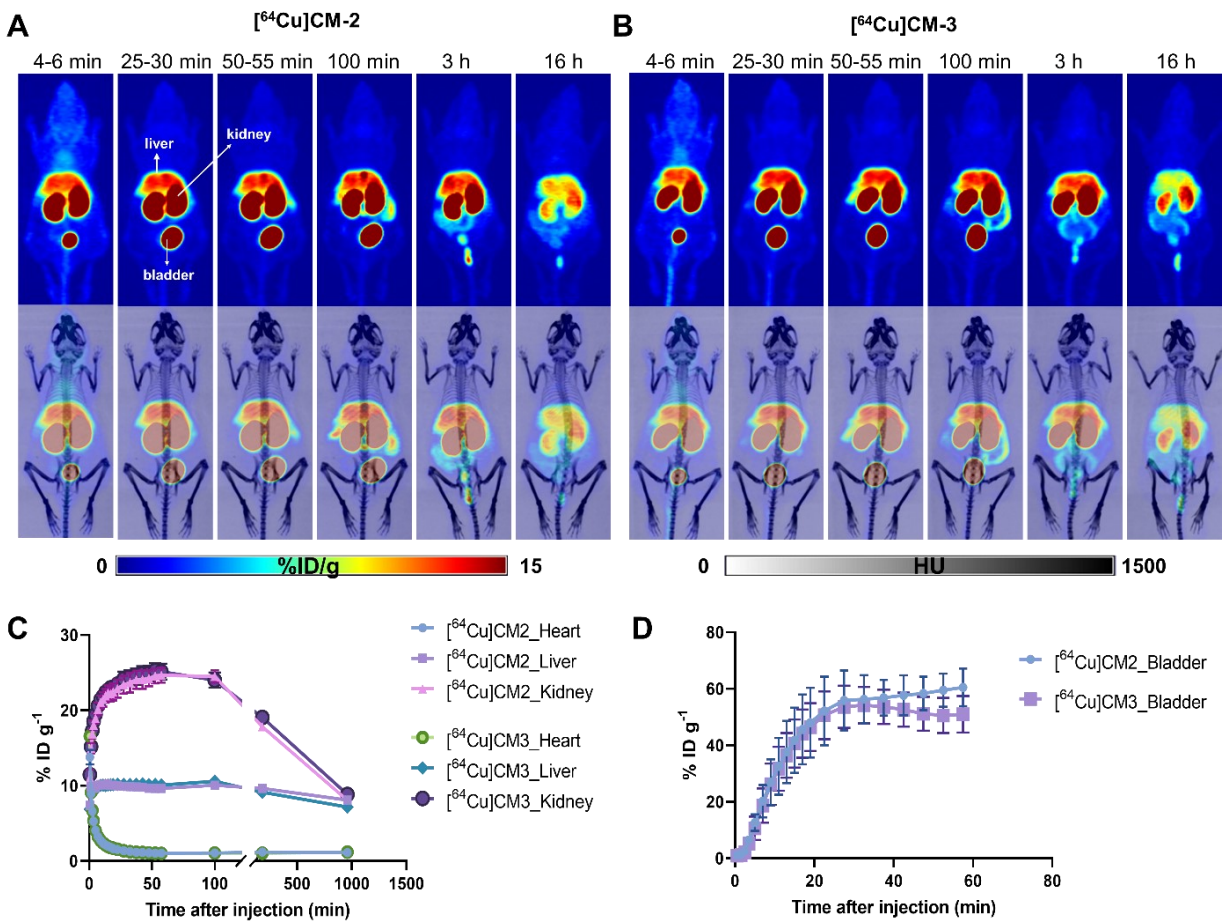 A
[⁶⁴Cu]CM-2
4-6 min 25-30 min 50-55 min 100 min 3 h 16 h
liver
kidney
bladder
0 %ID/g 15
B
[⁶⁴Cu]CM-3
4-6 min 25-30 min 50-55 min 100 min 3 h 16 h
0 HU 1500
C
% ID g⁻¹
30
20
10
0
0 50 100 500 1000 1500
Time after injection (min)
[⁶⁴Cu]CM2_Heart
[⁶⁴Cu]CM2_Liver
[⁶⁴Cu]CM2_Kidney
[⁶⁴Cu]CM3_Heart
[⁶⁴Cu]CM3_Liver
[⁶⁴Cu]CM3_Kidney
D
% ID g⁻¹
80
60
40
20
0
0 20 40 60 80
Time after injection (min)
[⁶⁴Cu]CM2_Bladder
[⁶⁴Cu]CM3_Bladder